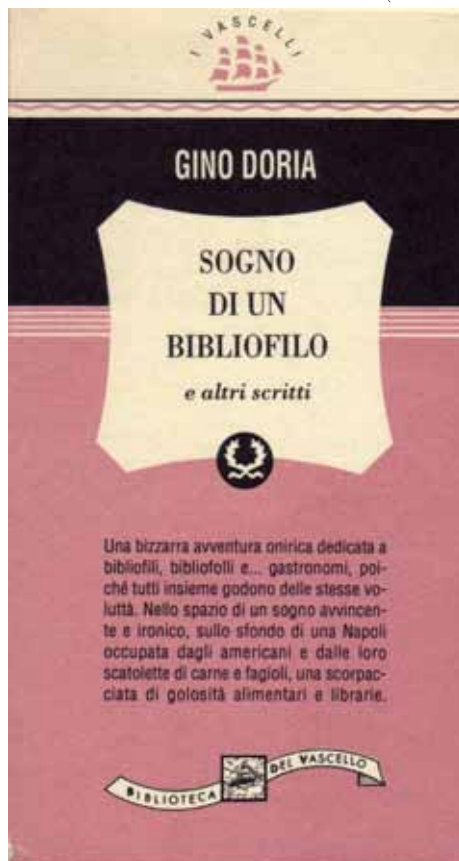 I VASCELLI
GINO DORIA
SOGNO
DI UN
BIBLIOFILO
e altri scritti
Una bizzarra avventura onirica dedicata a
bibliofili, bibliofolli e... gastronomi, poi-
ché tutti insieme godono delle stesse vo-
luttà. Nello spazio di un sogno avvincen-
te e ironico, sullo sfondo di una Napoli
occupata dagli americani e dalle loro
scatolette di carne e fagioli, una scorpac-
ciata di golosità alimentari e librarie.
BIBLIOTECA DEL VASCELLO